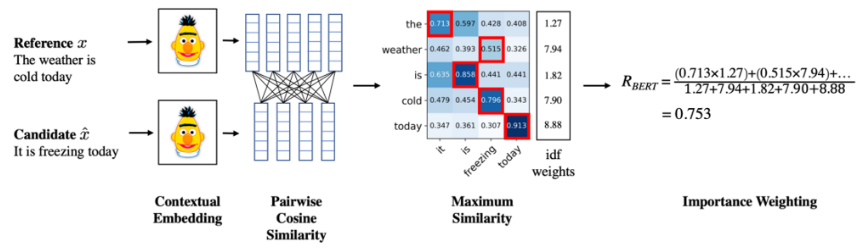 Reference x
The weather is
cold today
Candidate x̂
It is freezing today
Contextual
Embedding
Pairwise
Cosine
Similarity
the 0.713 0.597 0.428 0.408 1.27
weather 0.462 0.393 0.515 0.326 7.94
is 0.635 0.858 0.441 0.441 1.82
cold 0.479 0.454 0.796 0.343 7.90
today 0.347 0.361 0.307 0.913 8.88
it is freezing today
idf
weights
Maximum
Similarity
R_BERT = (0.713×1.27)+(0.515×7.94)+... / 1.27+7.94+1.82+7.90+8.88
= 0.753
Importance Weighting